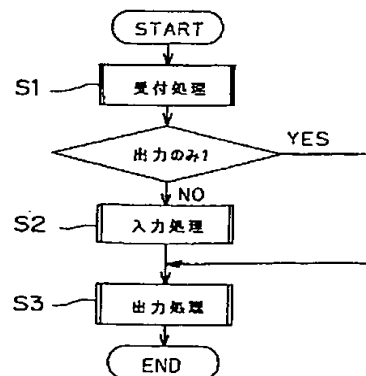 START
S1 受付処理
出力のみ?
YES
NO
S2 入力処理
S3 出力処理
END